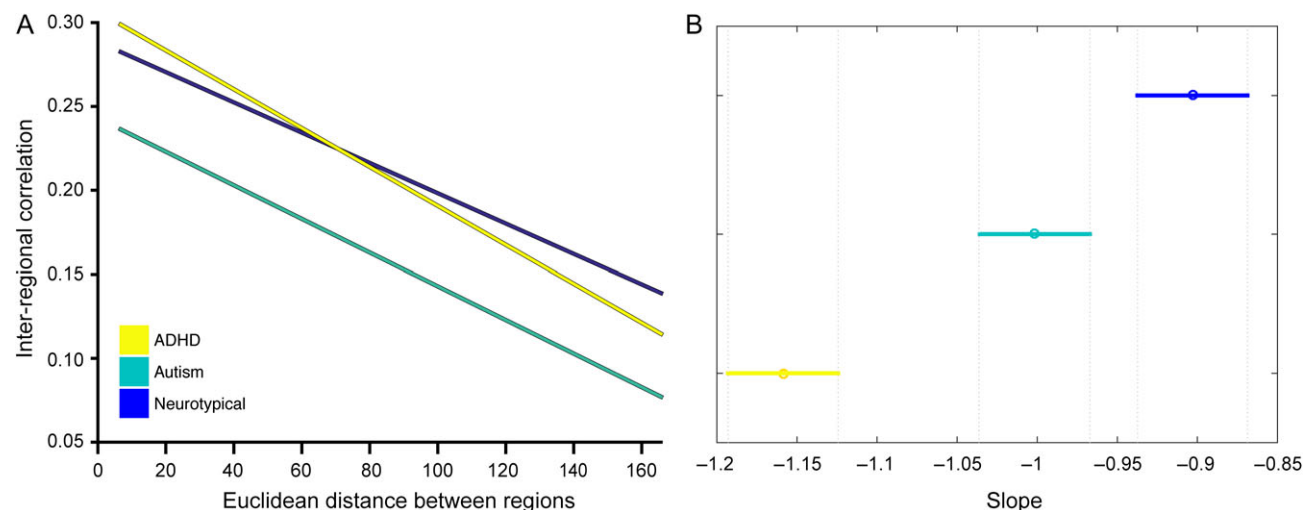 A
0.30
0.25
0.20
0.15
0.10
0.05
Inter-regional correlation
ADHD
Autism
Neurotypical
0 20 40 60 80 100 120 140 160
Euclidean distance between regions
B
–1.2 –1.15 –1.1 –1.05 –1 –0.95 –0.9 –0.85
Slope